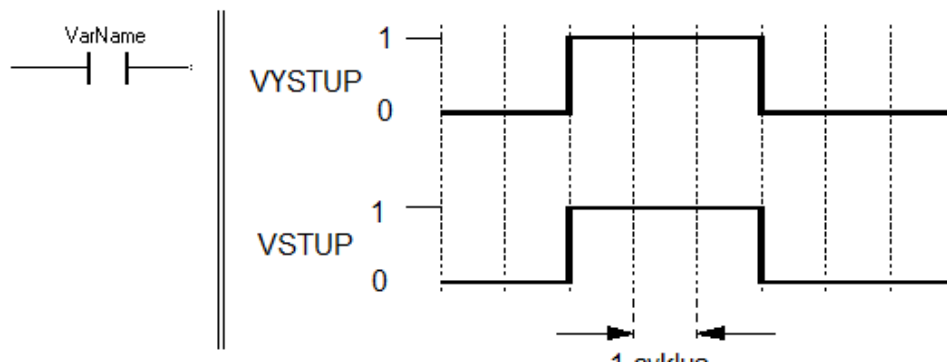 VarName
1
VYSTUP
0
1
VSTUP
0
1 cyklus